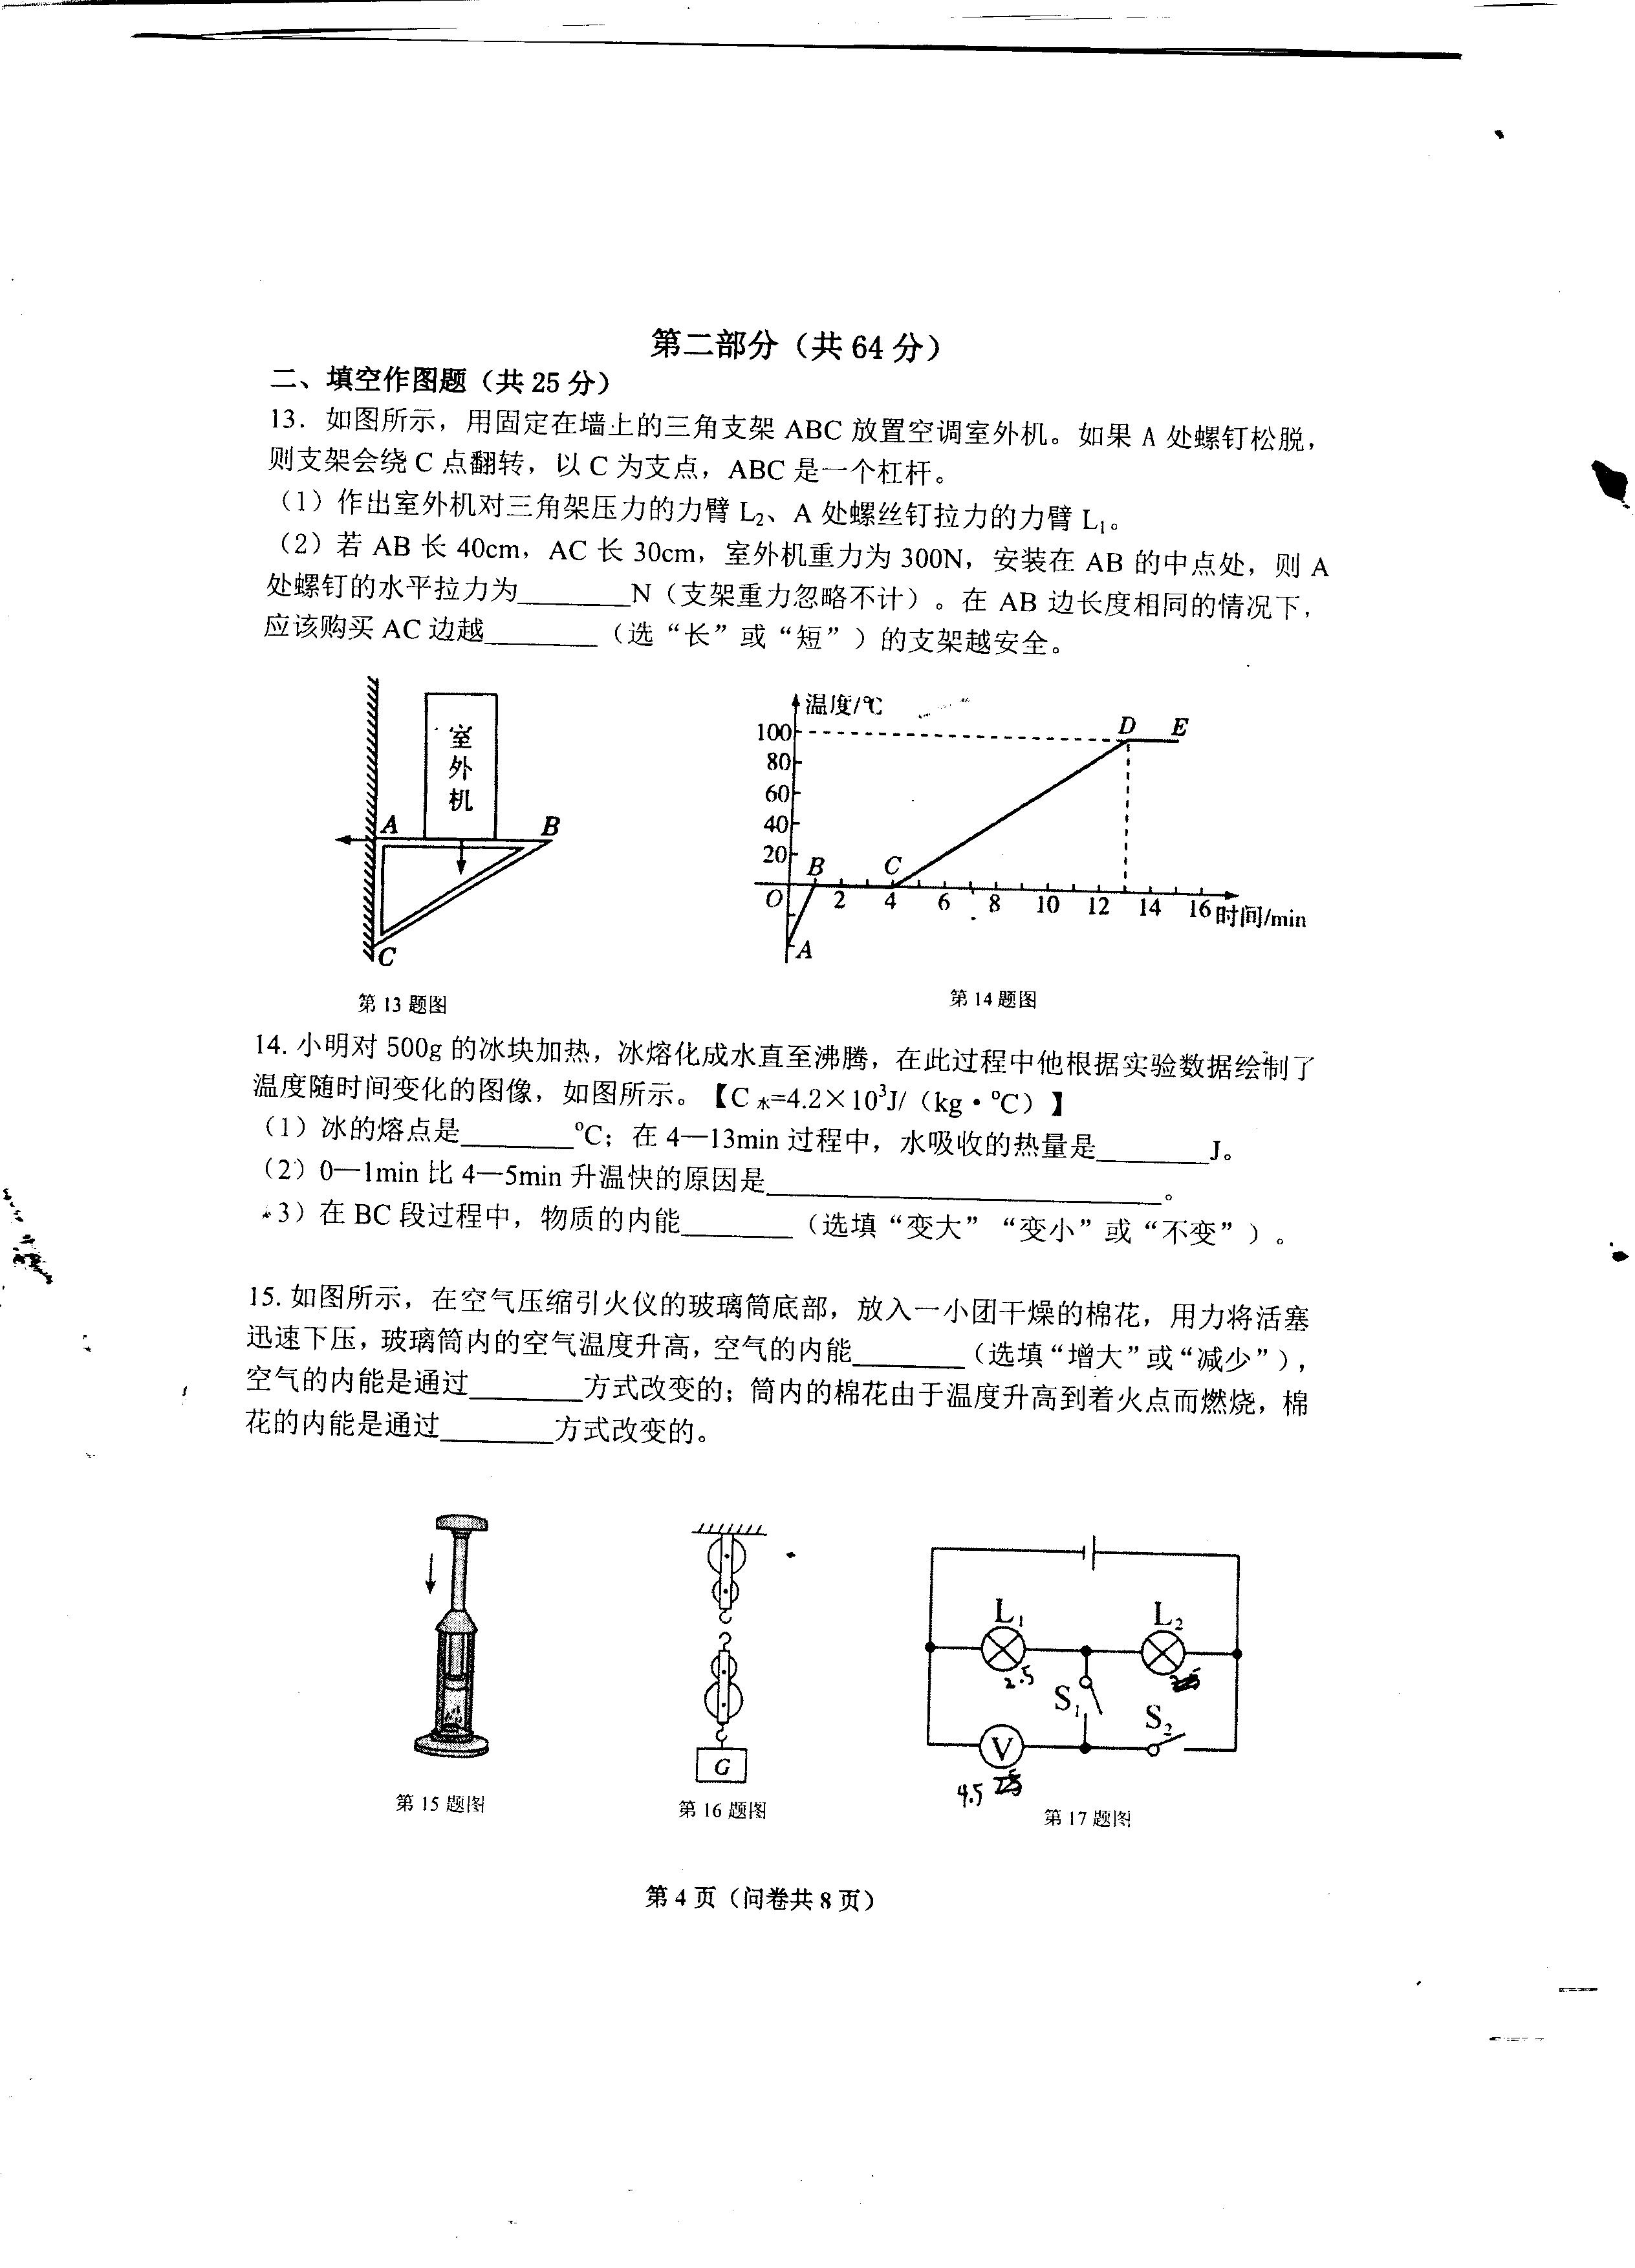 第二部分（共 64 分）
二、填空作图题（共 25 分）
13．如图所示，用固定在墙上的三角支架 ABC 放置空调室外机。如果 A 处螺钉松脱，
则支架会绕 C 点翻转，以 C 为支点，ABC 是一个杠杆。
（1）作出室外机对三角架压力的力臂 L₂、A 处螺丝钉拉力的力臂 L₁。
（2）若 AB 长 40cm，AC 长 30cm，室外机重力为 300N，安装在 AB 的中点处，则 A
处螺钉的水平拉力为________N（支架重力忽略不计）。在 AB 边长度相同的情况下，
应该购买 AC 边越________（选“长”或“短”）的支架越安全。
室外机
A
B
C
第 13 题图
温度/℃
100
80
60
40
20
O
A
B
C
D
E
2 4 6 8 10 12 14 16 时间/min
第 14 题图
14. 小明对 500g 的冰块加热，冰熔化成水直至沸腾，在此过程中他根据实验数据绘制了
温度随时间变化的图像，如图所示。【C水=4.2×10³J/（kg·℃）】
（1）冰的熔点是________℃；在 4—13min 过程中，水吸收的热量是________J。
（2）0—1min 比 4—5min 升温快的原因是____________________________。
3）在 BC 段过程中，物质的内能________（选填“变大”“变小”或“不变”）。
15. 如图所示，在空气压缩引火仪的玻璃筒底部，放入一小团干燥的棉花，用力将活塞
迅速下压，玻璃筒内的空气温度升高，空气的内能________（选填“增大”或“减少”），
空气的内能是通过________方式改变的；筒内的棉花由于温度升高到着火点而燃烧，棉
花的内能是通过________方式改变的。
第 15 题图
G
第 16 题图
L₁
L₂
2.5
S₁
S₂
V
4.5
第 17 题图
第 4 页（问卷共 8 页）